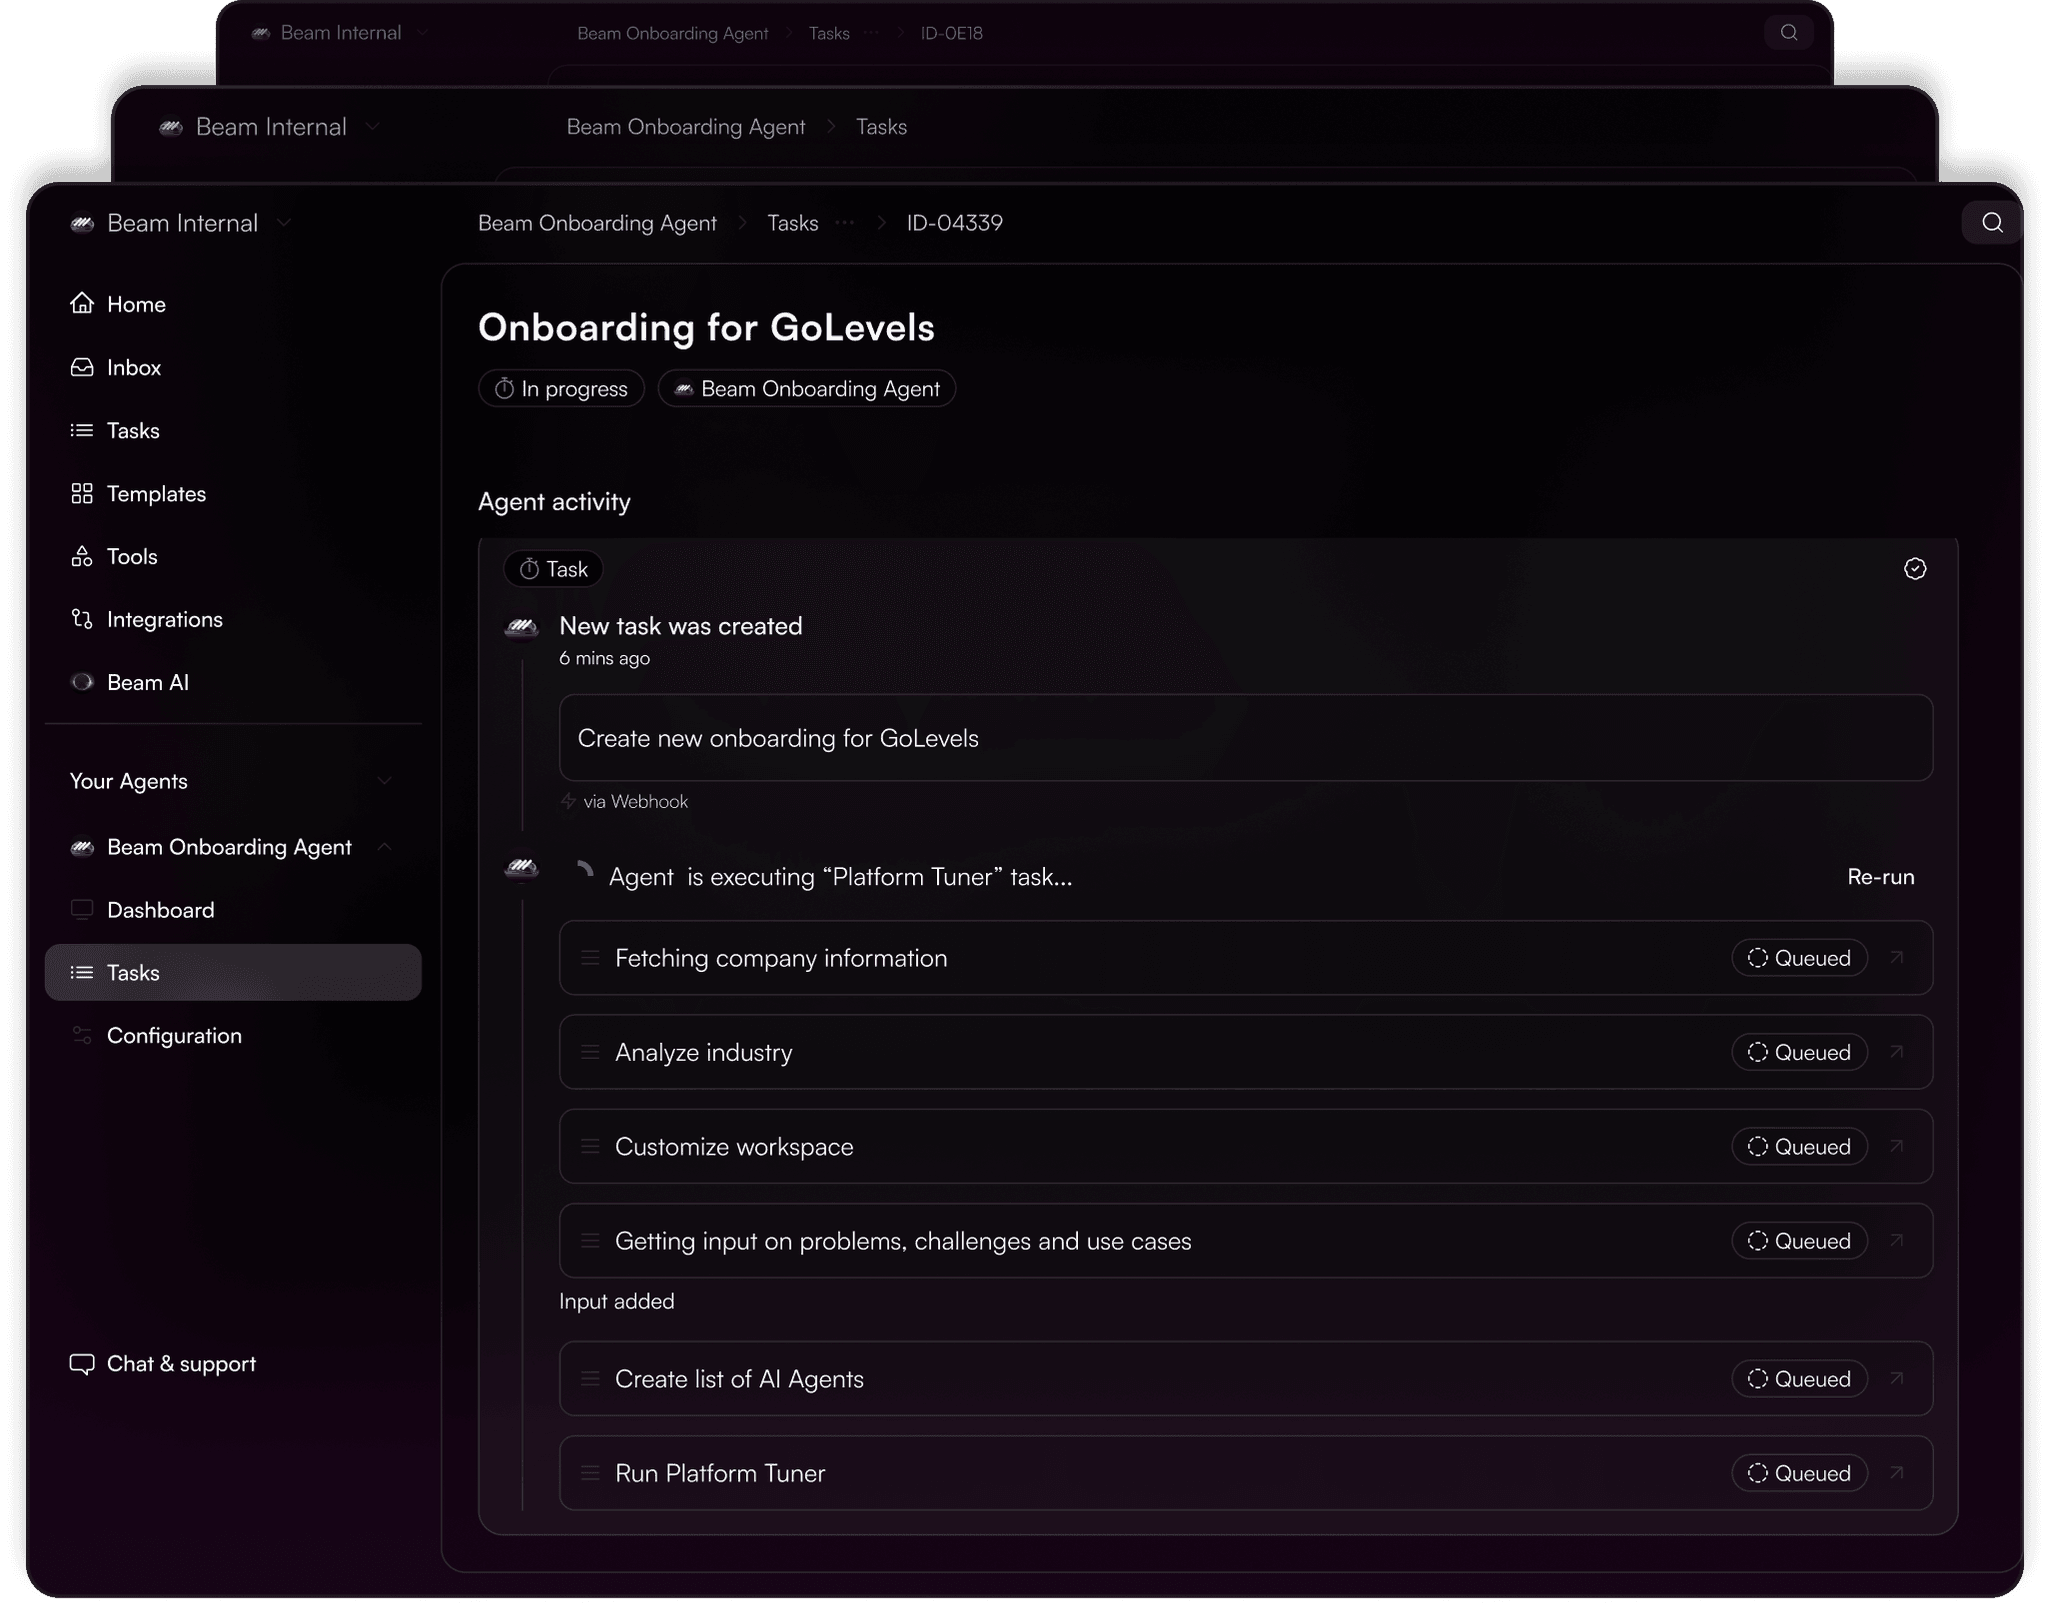 Beam Internal
Beam Onboarding Agent
Tasks
ID-0E18
Beam Internal
Beam Onboarding Agent
Tasks
Beam Internal
Beam Onboarding Agent
Tasks
ID-04339
Home
Inbox
Tasks
Templates
Tools
Integrations
Beam AI
Your Agents
Beam Onboarding Agent
Dashboard
Tasks
Configuration
Chat & support
Onboarding for GoLevels
In progress
Beam Onboarding Agent
Agent activity
Task
New task was created
6 mins ago
Create new onboarding for GoLevels
via Webhook
Agent is executing “Platform Tuner” task...
Re-run
Fetching company information
Queued
Analyze industry
Queued
Customize workspace
Queued
Getting input on problems, challenges and use cases
Queued
Input added
Create list of AI Agents
Queued
Run Platform Tuner
Queued